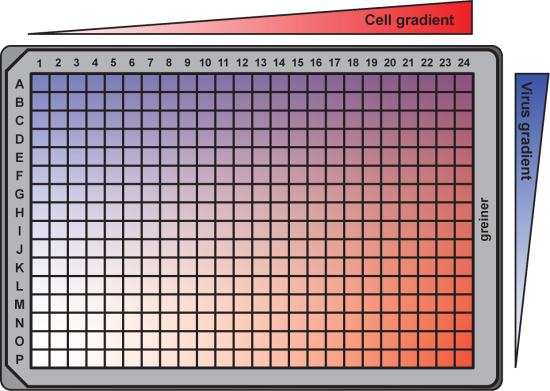 Cell gradient
1 2 3 4 5 6 7 8 9 10 11 12 13 14 15 16 17 18 19 20 21 22 23 24
A
B
C
D
E
F
G
H
I
J
K
L
M
N
O
P
greiner
Virus gradient